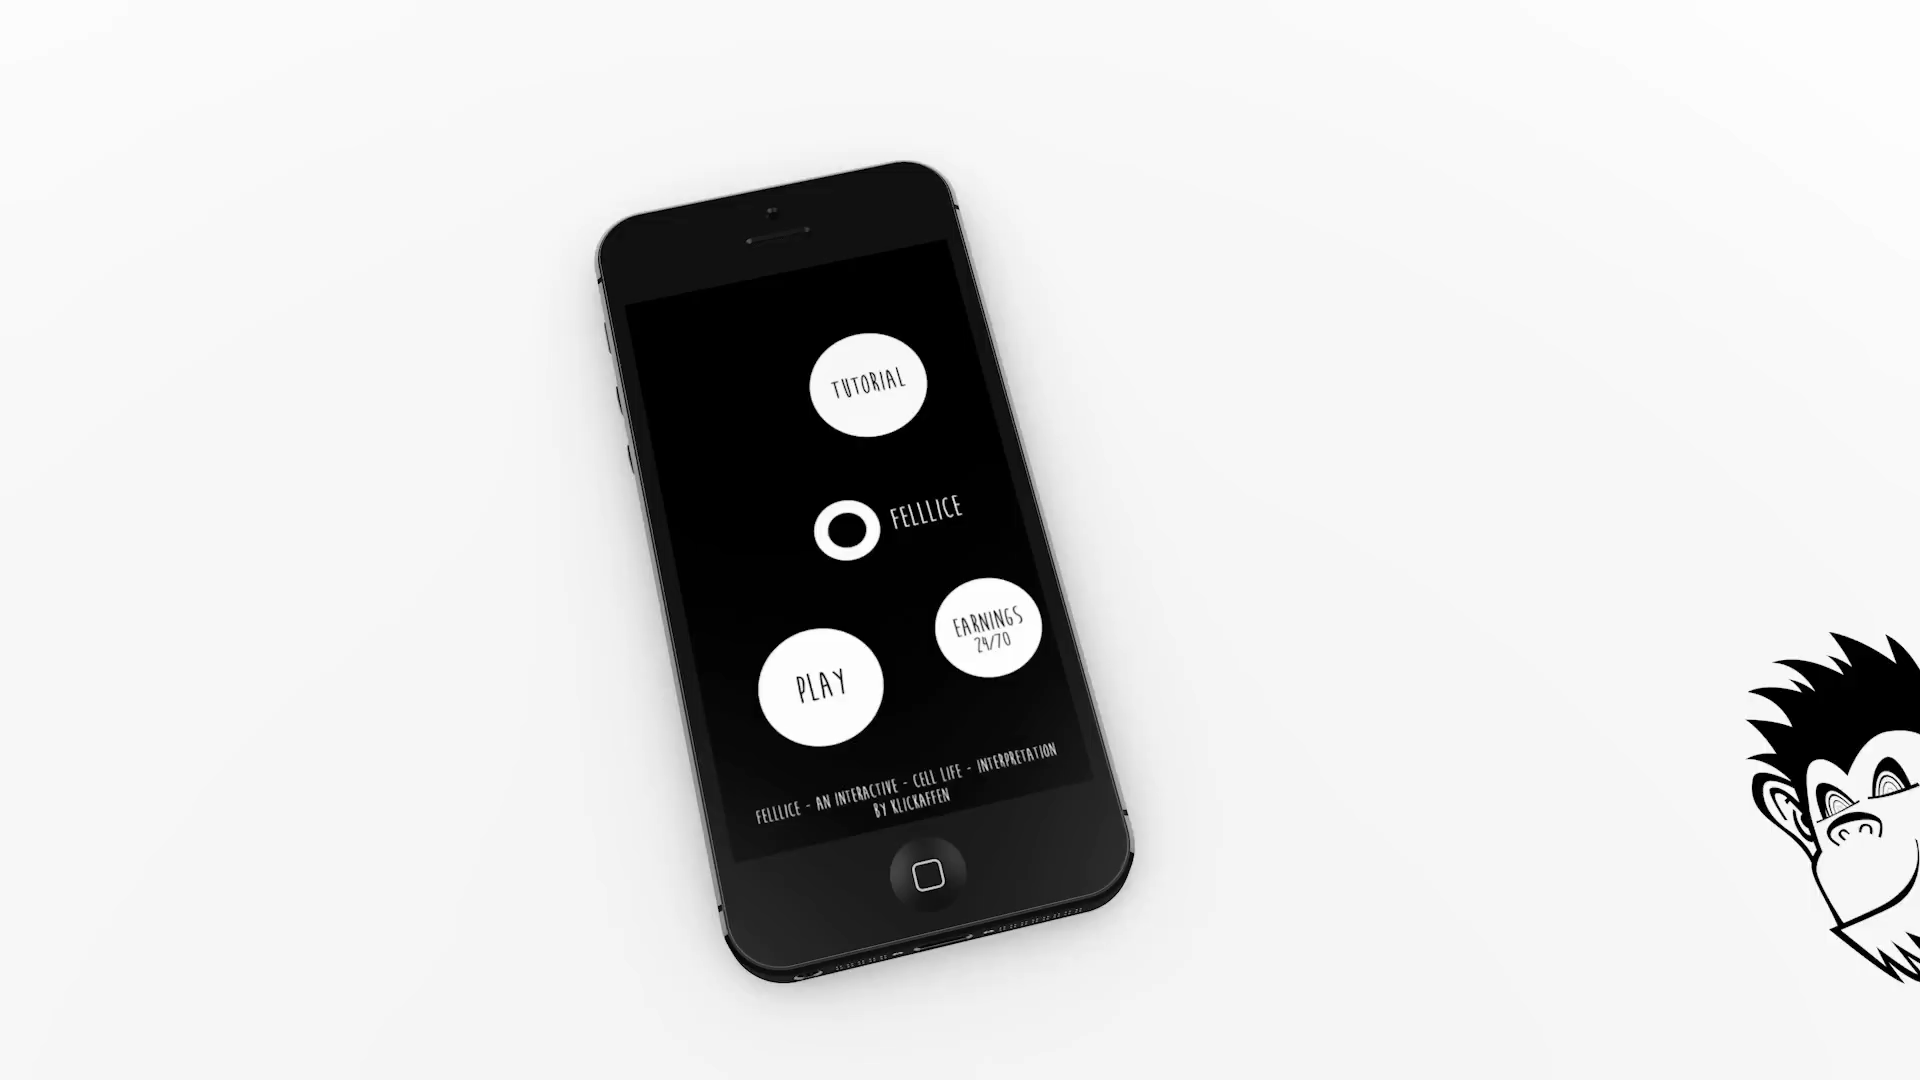 TUTORIAL
FELLLICE
EARNINGS
24/70
PLAY
FELLLICE - AN INTERACTIVE - CELL LIFE - INTERPRETATION
BY KLICKAFFEN